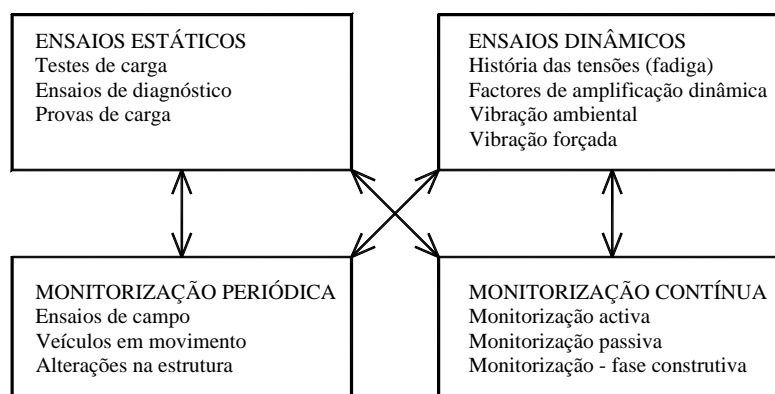 ENSAIOS ESTÁTICOS
Testes de carga
Ensaios de diagnóstico
Provas de carga
ENSAIOS DINÂMICOS
História das tensões (fadiga)
Factores de amplificação dinâmica
Vibração ambiental
Vibração forçada
MONITORIZAÇÃO PERIÓDICA
Ensaios de campo
Veículos em movimento
Alterações na estrutura
MONITORIZAÇÃO CONTÍNUA
Monitorização activa
Monitorização passiva
Monitorização - fase construtiva